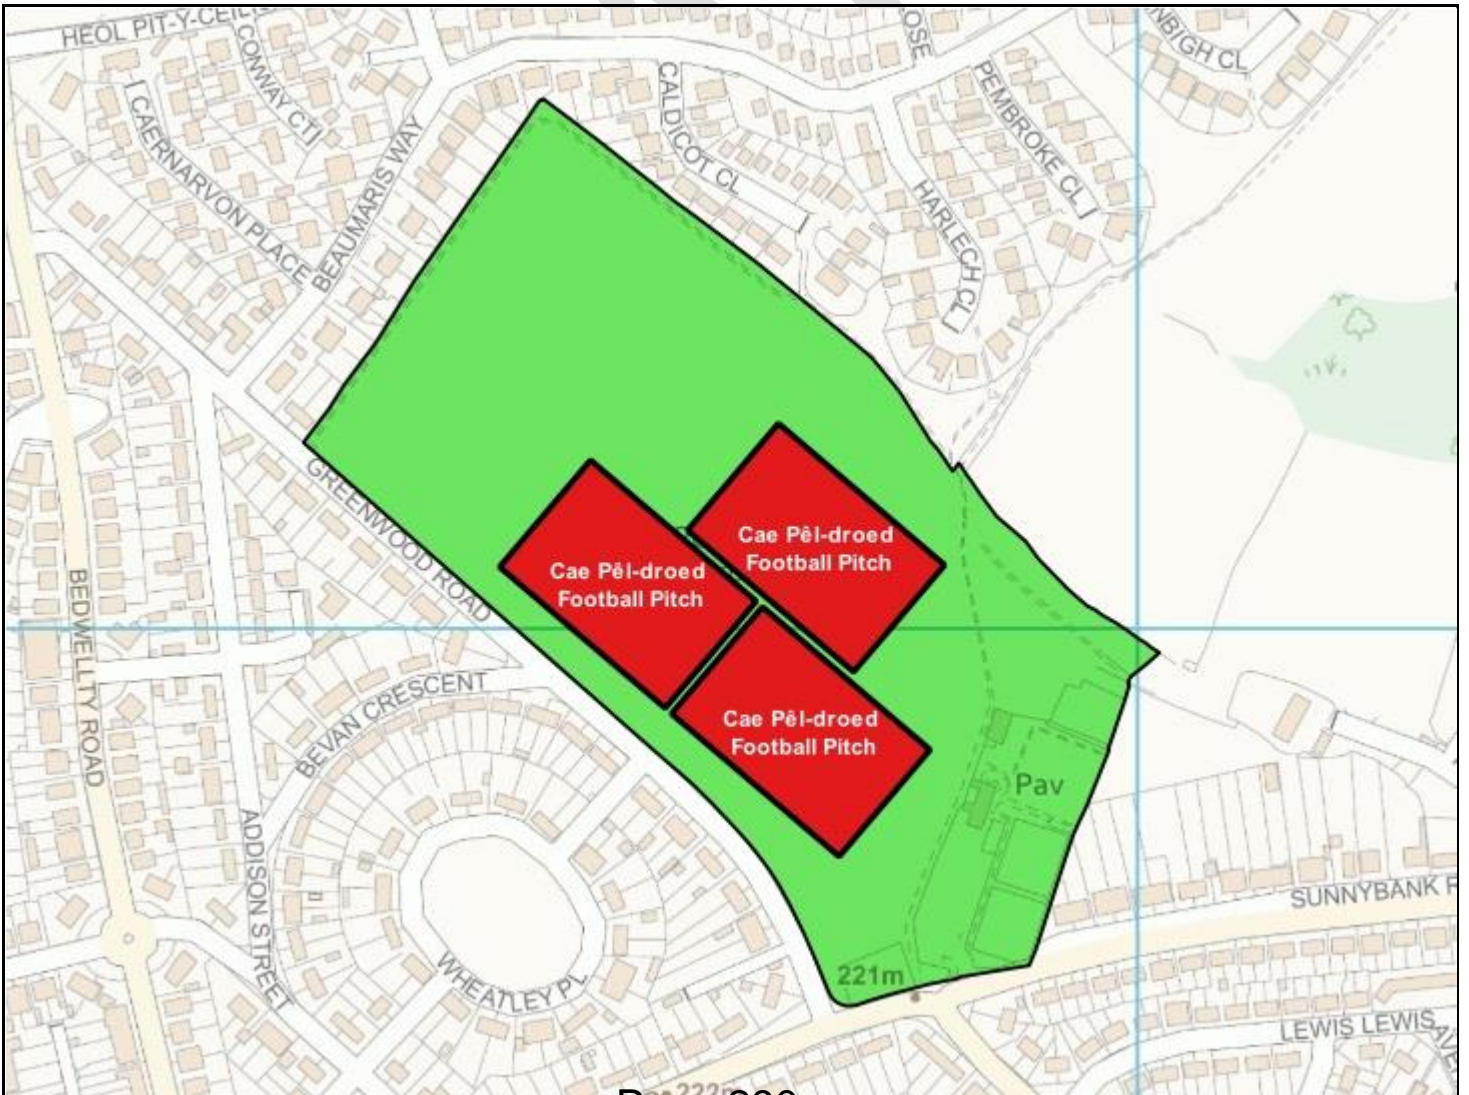 HEOL PIT-Y-CEILI
CONWAY CT
CAERNARVON PLACE
BEAUMARIS WAY
CALDICOT CL
PEMBROKE CL
HARLECH CL
GREENWOOD ROAD
Cae Pêl-droed
Football Pitch
Cae Pêl-droed
Football Pitch
BEDWELLTY ROAD
BEVAN CRESCENT
Cae Pêl-droed
Football Pitch
Pav
ADDISON STREET
WHEATLEY PL
SUNNYBANK
221m
LEWIS LEWIS